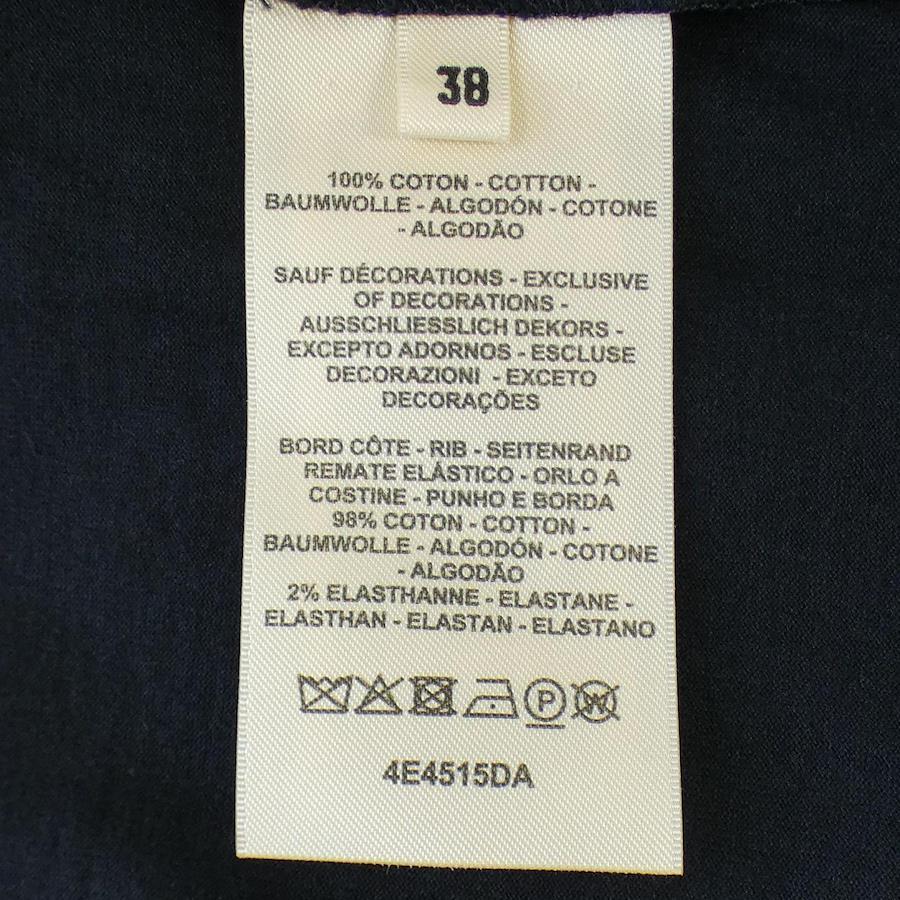 38
100% COTON - COTTON -
BAUMWOLLE - ALGODÓN - COTONE
- ALGODÃO
SAUF DÉCORATIONS - EXCLUSIVE
OF DECORATIONS -
AUSSCHLIESSLICH DEKORS -
EXCEPTO ADORNOS - ESCLUSE
DECORAZIONI - EXCETO
DECORAÇÕES
BORD CÔTE - RIB - SEITENRAND
REMATE ELÁSTICO - ORLO A
COSTINE - PUNHO E BORDA
98% COTON - COTTON -
BAUMWOLLE - ALGODÓN - COTONE
- ALGODÃO
2% ELASTHANNE - ELASTANE -
ELASTHAN - ELASTAN - ELASTANO
P W
4E4515DA